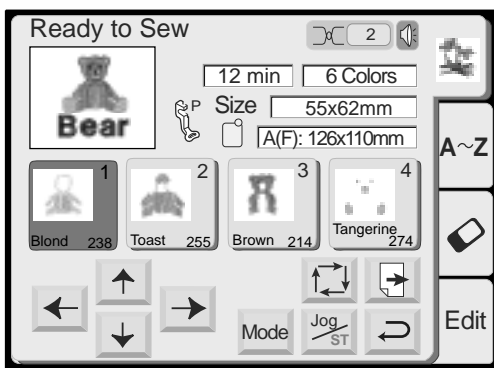 Ready to Sew
2
Bear
12 min
6 Colors
P
Size
55x62mm
A(F): 126x110mm
1
Blond 238
2
Toast 255
3
Brown 214
4
Tangerine
274
A~Z
Mode
Jog
ST
Edit